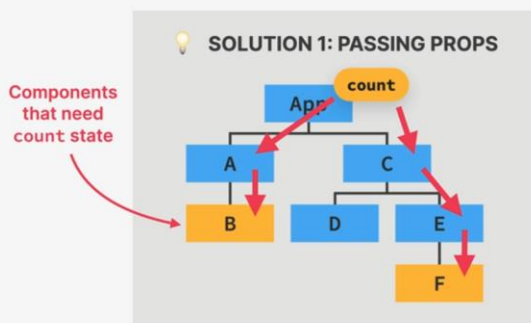 💡 SOLUTION 1: PASSING PROPS
Components
that need
count state
count
App
A
C
B
D
E
F